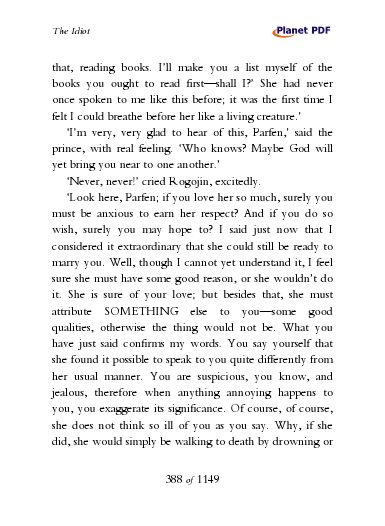 The Idiot
Planet PDF
that, reading books. I’ll make you a list myself of the
books you ought to read first—shall I?’ She had never
once spoken to me like this before; it was the first time I
felt I could breathe before her like a living creature.’
‘I’m very, very glad to hear of this, Parfen,’ said the
prince, with real feeling. ‘Who knows? Maybe God will
yet bring you near to one another.’
‘Never, never!’ cried Rogojin, excitedly.
‘Look here, Parfen; if you love her so much, surely you
must be anxious to earn her respect? And if you do so
wish, surely you may hope to? I said just now that I
considered it extraordinary that she could still be ready to
marry you. Well, though I cannot yet understand it, I feel
sure she must have some good reason, or she wouldn’t do
it. She is sure of your love; but besides that, she must
attribute SOMETHING else to you—some good
qualities, otherwise the thing would not be. What you
have just said confirms my words. You say yourself that
she found it possible to speak to you quite differently from
her usual manner. You are suspicious, you know, and
jealous, therefore when anything annoying happens to
you, you exaggerate its significance. Of course, of course,
she does not think so ill of you as you say. Why, if she
did, she would simply be walking to death by drowning or
388 of 1149